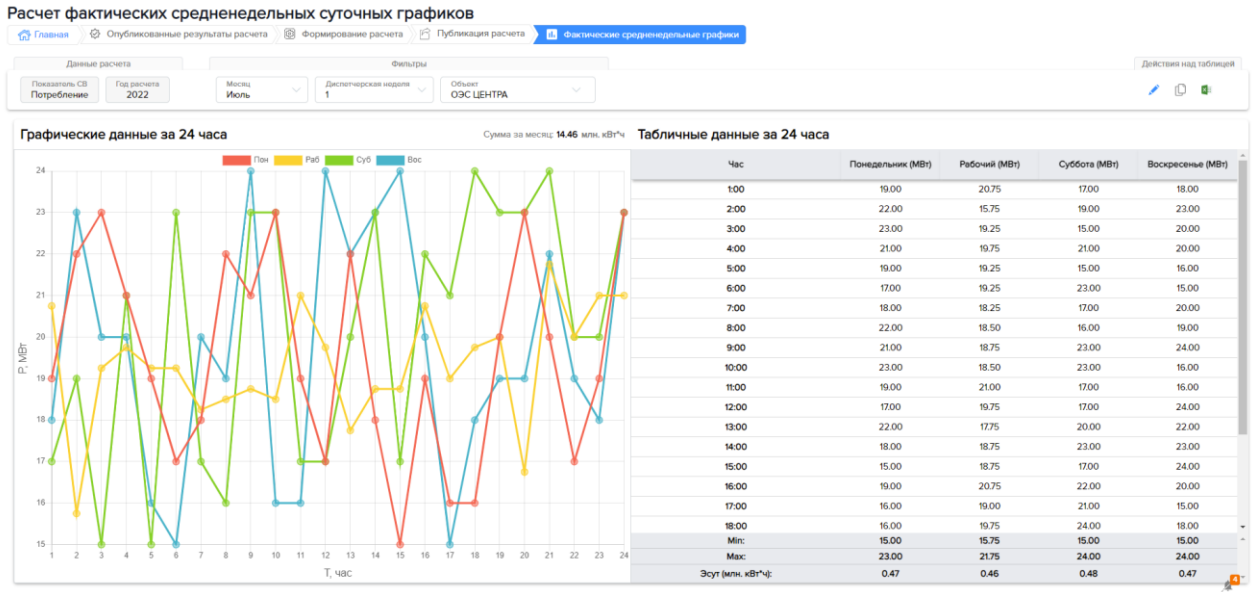 Расчет фактических средненедельных суточных графиков
Главная Опубликованные результаты расчета Формирование расчета Публикация расчета Фактические средненедельные графики
Данные расчета Фильтры Действия над таблицей
Показатель СВ Год расчета Месяц Диспетчерская неделя Объект
Потребление 2022 Июль 1 ОЭС ЦЕНТРА
Графические данные за 24 часа Сумма за месяц: 14.46 млн. кВт*ч
Пон Раб Суб Вос
24
23
22
21
20
19
18
17
16
15
P, МВт
1 2 3 4 5 6 7 8 9 10 11 12 13 14 15 16 17 18 19 20 21 22 23 24
T, час
Табличные данные за 24 часа
Час Понедельник (МВт) Рабочий (МВт) Суббота (МВт) Воскресенье (МВт)
1:00 19.00 20.75 17.00 18.00
2:00 22.00 15.75 19.00 23.00
3:00 23.00 19.25 15.00 20.00
4:00 21.00 19.75 21.00 20.00
5:00 19.00 19.25 15.00 16.00
6:00 17.00 19.25 23.00 15.00
7:00 18.00 18.25 17.00 20.00
8:00 22.00 18.50 16.00 19.00
9:00 21.00 18.75 23.00 24.00
10:00 23.00 18.50 23.00 16.00
11:00 19.00 21.00 17.00 16.00
12:00 17.00 19.75 17.00 24.00
13:00 22.00 17.75 20.00 22.00
14:00 18.00 18.75 23.00 23.00
15:00 15.00 18.75 17.00 24.00
16:00 19.00 20.75 22.00 20.00
17:00 16.00 19.00 21.00 15.00
18:00 16.00 19.75 24.00 18.00
Min: 15.00 15.75 15.00 15.00
Max: 23.00 21.75 24.00 24.00
Эсут (млн. кВт*ч): 0.47 0.46 0.48 0.47
4